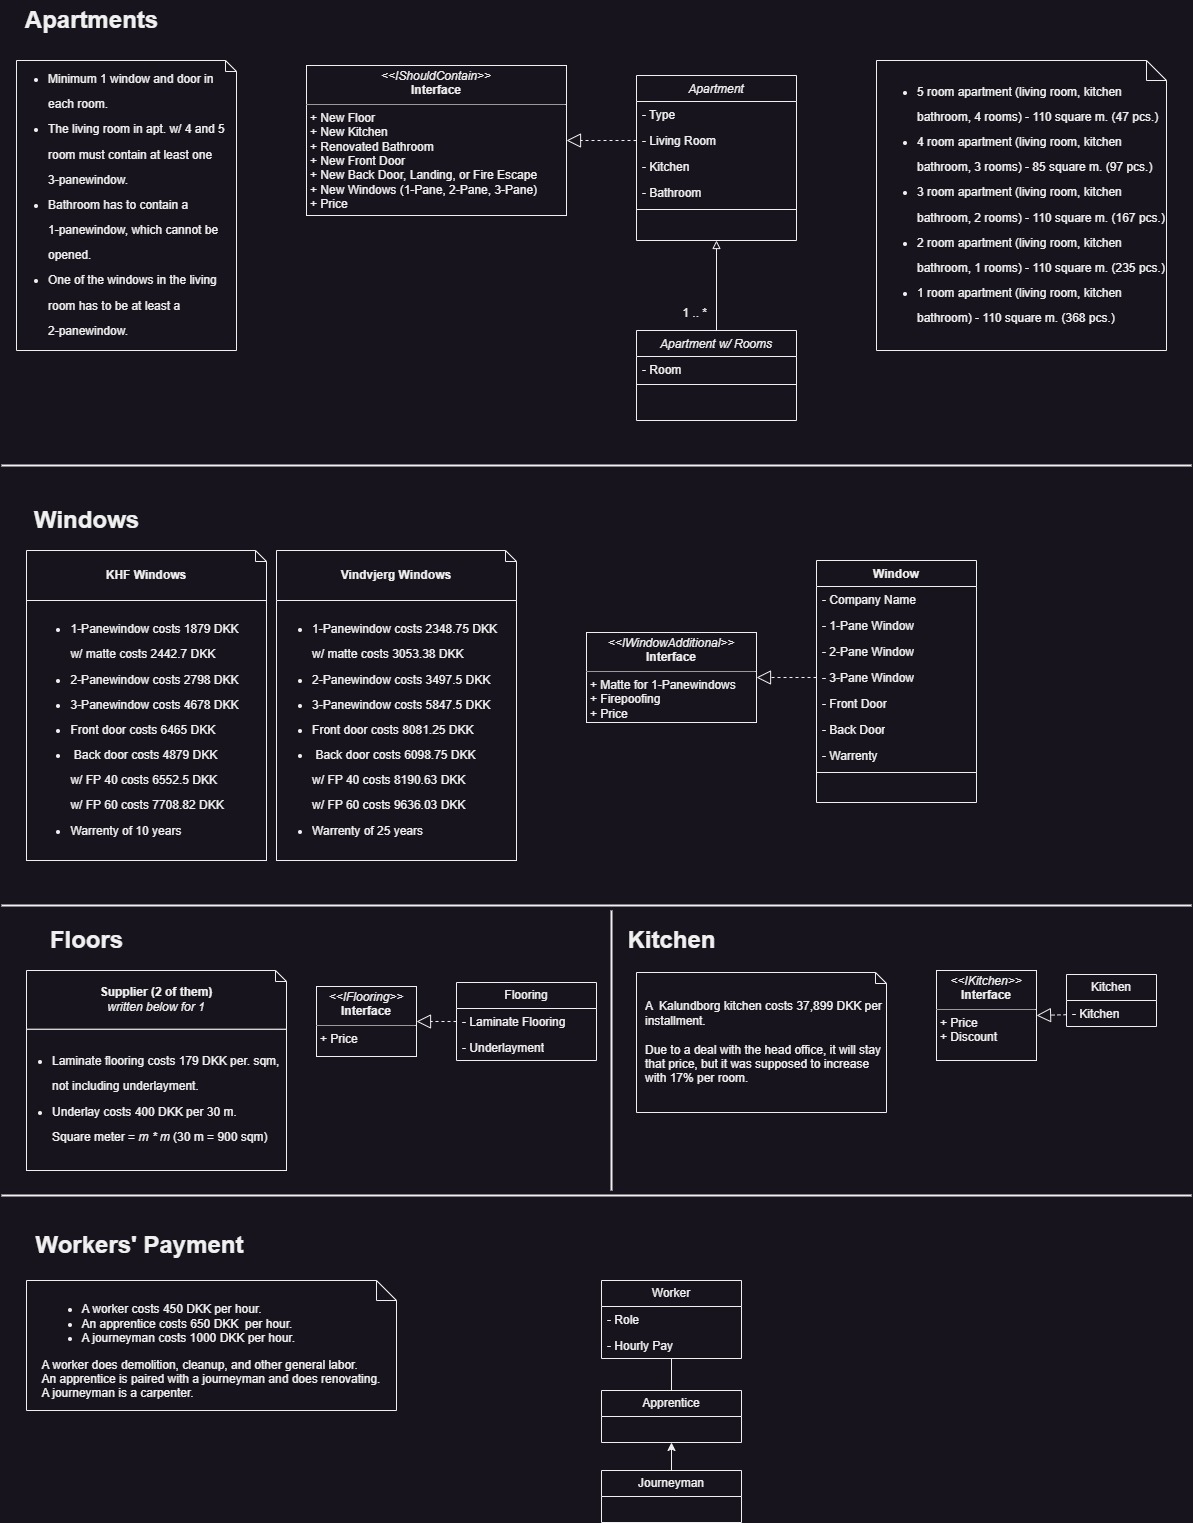 Apartments
Minimum 1 window and door in
each room.
The living room in apt. w/ 4 and 5
room must contain at least one
3-panewindow.
Bathroom has to contain a
1-panewindow, which cannot be
opened.
One of the windows in the living
room has to be at least a
2-panewindow.
<<IShouldContain>>
Interface
+ New Floor
+ New Kitchen
+ Renovated Bathroom
+ New Front Door
+ New Back Door, Landing, or Fire Escape
+ New Windows (1-Pane, 2-Pane, 3-Pane)
+ Price
Apartment
- Type
- Living Room
- Kitchen
- Bathroom
1 .. *
Apartment w/ Rooms
- Room
5 room apartment (living room, kitchen
bathroom, 4 rooms) - 110 square m. (47 pcs.)
4 room apartment (living room, kitchen
bathroom, 3 rooms) - 85 square m. (97 pcs.)
3 room apartment (living room, kitchen
bathroom, 2 rooms) - 110 square m. (167 pcs.)
2 room apartment (living room, kitchen
bathroom, 1 rooms) - 110 square m. (235 pcs.)
1 room apartment (living room, kitchen
bathroom) - 110 square m. (368 pcs.)
Windows
KHF Windows
1-Panewindow costs 1879 DKK
w/ matte costs 2442.7 DKK
2-Panewindow costs 2798 DKK
3-Panewindow costs 4678 DKK
Front door costs 6465 DKK
Back door costs 4879 DKK
w/ FP 40 costs 6552.5 DKK
w/ FP 60 costs 7708.82 DKK
Warrenty of 10 years
Vindvjerg Windows
1-Panewindow costs 2348.75 DKK
w/ matte costs 3053.38 DKK
2-Panewindow costs 3497.5 DKK
3-Panewindow costs 5847.5 DKK
Front door costs 8081.25 DKK
Back door costs 6098.75 DKK
w/ FP 40 costs 8190.63 DKK
w/ FP 60 costs 9636.03 DKK
Warrenty of 25 years
<<IWindowAdditional>>
Interface
+ Matte for 1-Panewindows
+ Firepoofing
+ Price
Window
- Company Name
- 1-Pane Window
- 2-Pane Window
- 3-Pane Window
- Front Door
- Back Door
- Warrenty
Floors
Supplier (2 of them)
written below for 1
Laminate flooring costs 179 DKK per. sqm,
not including underlayment.
Underlay costs 400 DKK per 30 m.
Square meter = m * m (30 m = 900 sqm)
<<IFlooring>>
Interface
+ Price
Flooring
- Laminate Flooring
- Underlayment
Kitchen
A Kalundborg kitchen costs 37,899 DKK per
installment.
Due to a deal with the head office, it will stay
that price, but it was supposed to increase
with 17% per room.
<<IKitchen>>
Interface
+ Price
+ Discount
Kitchen
- Kitchen
Workers' Payment
A worker costs 450 DKK per hour.
An apprentice costs 650 DKK per hour.
A journeyman costs 1000 DKK per hour.
A worker does demolition, cleanup, and other general labor.
An apprentice is paired with a journeyman and does renovating.
A journeyman is a carpenter.
Worker
- Role
- Hourly Pay
Apprentice
Journeyman